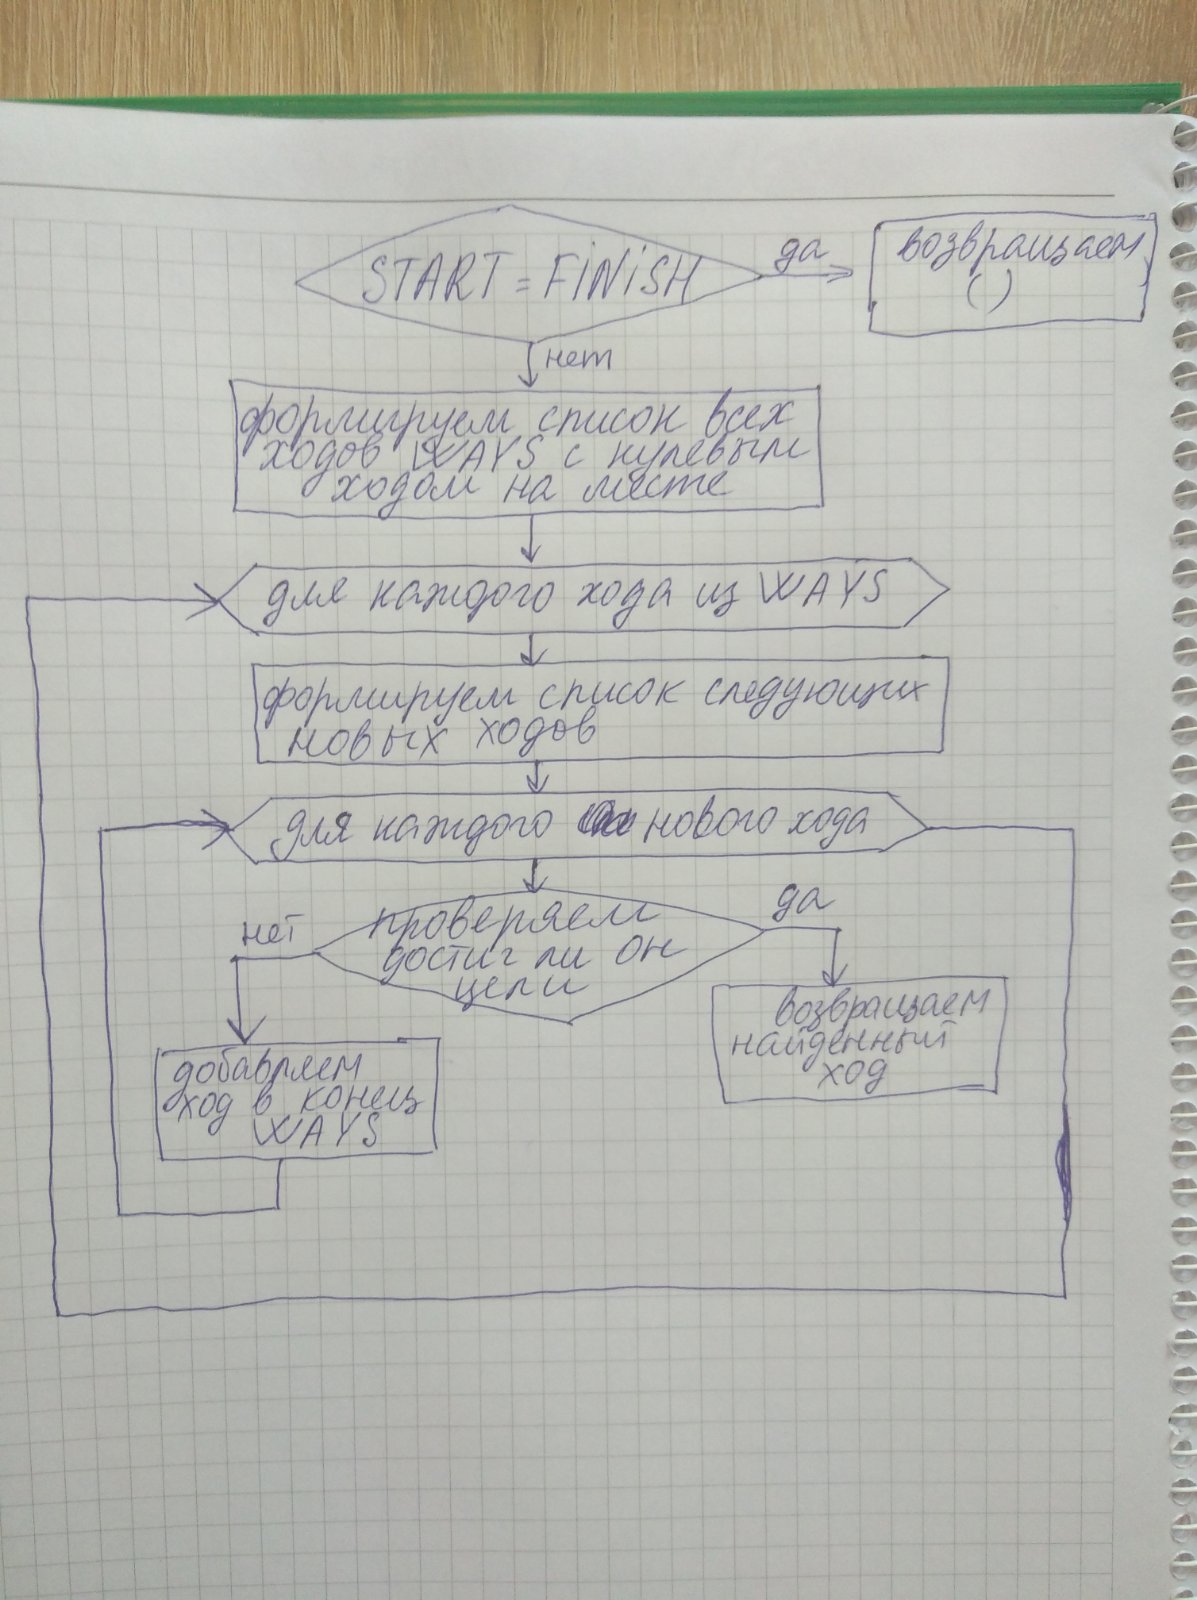 START = FINISH
да
возвращаем
( )
нет
формируем список всех
ходов WAYS с нулевым
ходом на месте
для каждого хода из WAYS
формируем список следующих
новых ходов
для каждого нового хода
нет
да
проверяем
достиг ли он
цели
возвращаем
найденный
ход
добавляем
ход в конец
WAYS